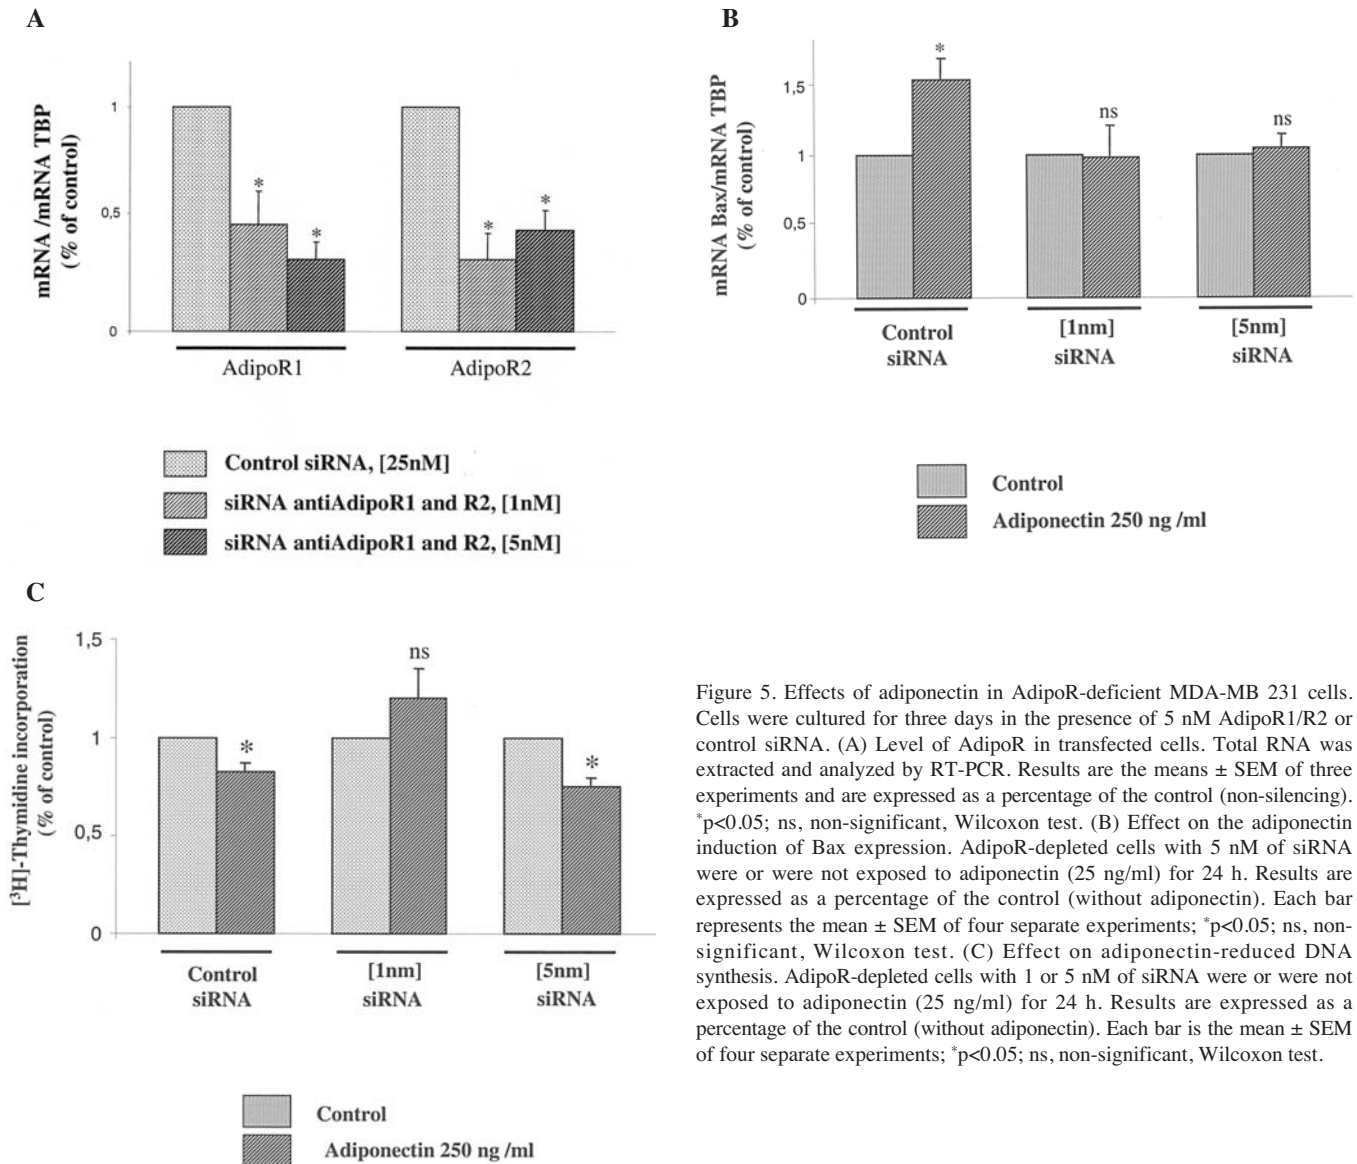 A
mRNA /mRNA TBP
(% of control)
1
0,5
0
*
*
*
*
AdipoR1
AdipoR2
Control siRNA, [25nM]
siRNA antiAdipoR1 and R2, [1nM]
siRNA antiAdipoR1 and R2, [5nM]
B
mRNA Bax/mRNA TBP
(% of control)
1,5
1
0.5
0
*
ns
ns
Control
siRNA
[1nm]
siRNA
[5nm]
siRNA
Control
Adiponectin 250 ng /ml
C
[³H]-Thymidine incorporation
(% of control)
1,5
1
0,5
0
*
ns
*
Control
siRNA
[1nm]
siRNA
[5nm]
siRNA
Control
Adiponectin 250 ng /ml
Figure 5. Effects of adiponectin in AdipoR-deficient MDA-MB 231 cells.
Cells were cultured for three days in the presence of 5 nM AdipoR1/R2 or
control siRNA. (A) Level of AdipoR in transfected cells. Total RNA was
extracted and analyzed by RT-PCR. Results are the means ± SEM of three
experiments and are expressed as a percentage of the control (non-silencing).
*p<0.05; ns, non-significant, Wilcoxon test. (B) Effect on the adiponectin
induction of Bax expression. AdipoR-depleted cells with 5 nM of siRNA
were or were not exposed to adiponectin (25 ng/ml) for 24 h. Results are
expressed as a percentage of the control (without adiponectin). Each bar
represents the mean ± SEM of four separate experiments; *p<0.05; ns, non-
significant, Wilcoxon test. (C) Effect on adiponectin-reduced DNA
synthesis. AdipoR-depleted cells with 1 or 5 nM of siRNA were or were not
exposed to adiponectin (25 ng/ml) for 24 h. Results are expressed as a
percentage of the control (without adiponectin). Each bar is the mean ± SEM
of four separate experiments; *p<0.05; ns, non-significant, Wilcoxon test.